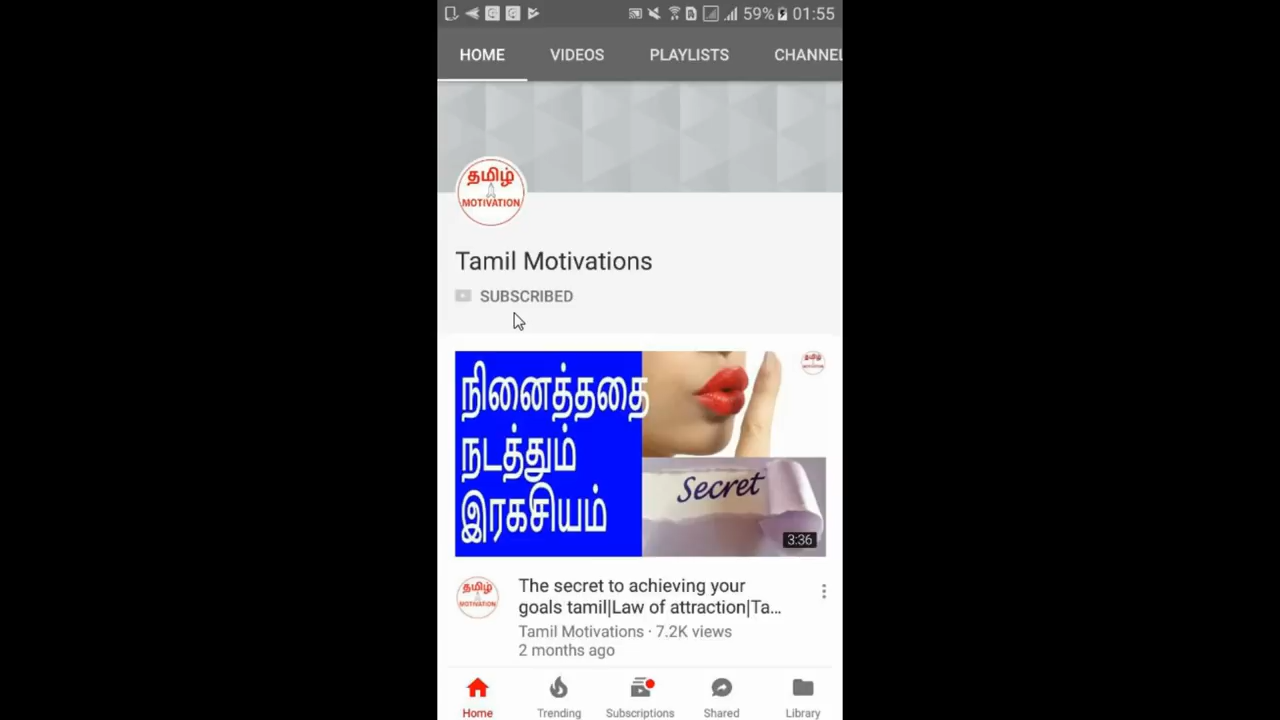 59% 01:55
HOME VIDEOS PLAYLISTS CHANNEL
தமிழ்
MOTIVATION
Tamil Motivations
SUBSCRIBED
தமிழ்
MOTIVATION
நினைத்ததை
நடத்தும்
இரகசியம்
Secret
3:36
தமிழ்
MOTIVATION
The secret to achieving your
goals tamil|Law of attraction|Ta...
Tamil Motivations · 7.2K views
2 months ago
Home Trending Subscriptions Shared Library